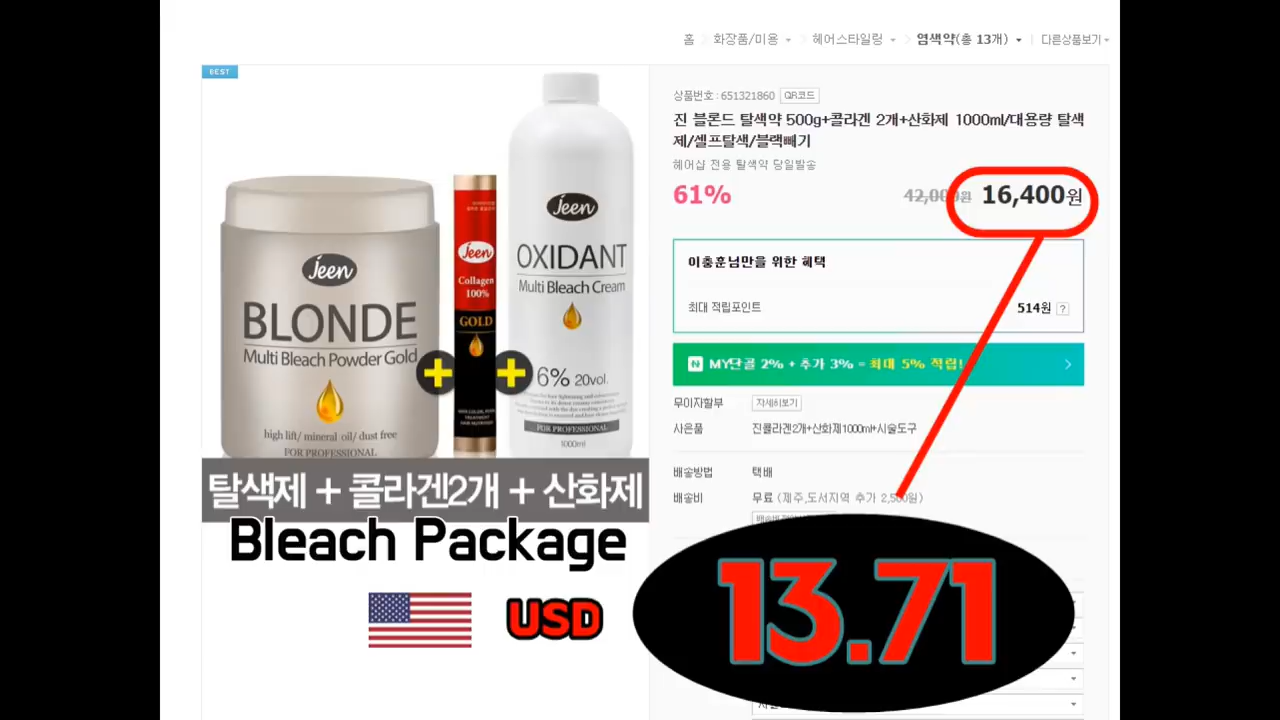 홈 화장품/미용 헤어스타일링 염색약(총 13개) 다른상품보기
BEST
상품번호 : 651321860 QR코드
진 블론드 탈색약 500g+콜라겐 2개+산화제 1000ml/대용량 탈색
제/셀프탈색/블랙빼기
헤어샵 전용 탈색약 당일발송
61% 42,000원 16,400원
이충훈님만을 위한 혜택
최대 적립포인트 514원 ?
N MY단골 2% + 추가 3% = 최대 5% 적립!
무이자할부 자세히보기
사은품 진콜라겐2개+산화제1000ml+시술도구
배송방법 택배
배송비 무료 (제주,도서지역 추가 2,500원)
Jeen
BLONDE
Multi Bleach Powder Gold
high lift/ mineral oil/ dust free
FOR PROFESSIONAL
Jeen
Collagen
100%
GOLD
Jeen
OXIDANT
Multi Bleach Cream
6% 20vol.
FOR PROFESSIONAL
1000ml
탈색제 + 콜라겐2개 + 산화제
Bleach Package
USD
13.71